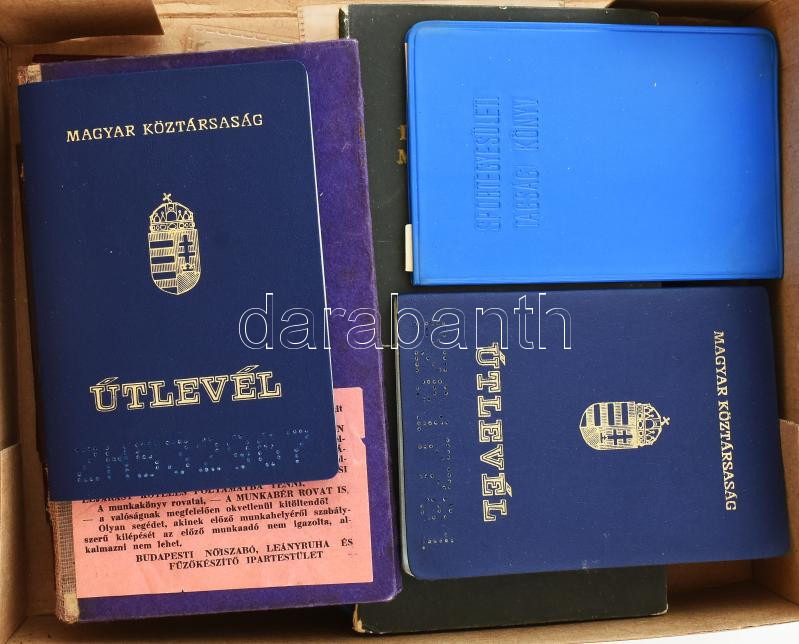 MAGYAR KÖZTÁRSASÁG
ÚTLEVÉL
A munkakönyv rovatai, — A MUNKABÉR ROVAT IS,
— a valóságnak megfelelően okvetlenül kitöltendő!
Olyan segédet, akinek előző munkahelyéről szabály-
szerű kilépését az előző munkaadó nem igazolta, al-
kalmazni nem lehet.
BUDAPESTI NŐISZABÓ, LEÁNYRUHA ÉS
FŰZŐKÉSZÍTŐ IPARTESTÜLET
SPORTEGYESÜLETI
TAGSÁGI KÖNYV
MAGYAR KÖZTÁRSASÁG
ÚTLEVÉL
darabanth.com